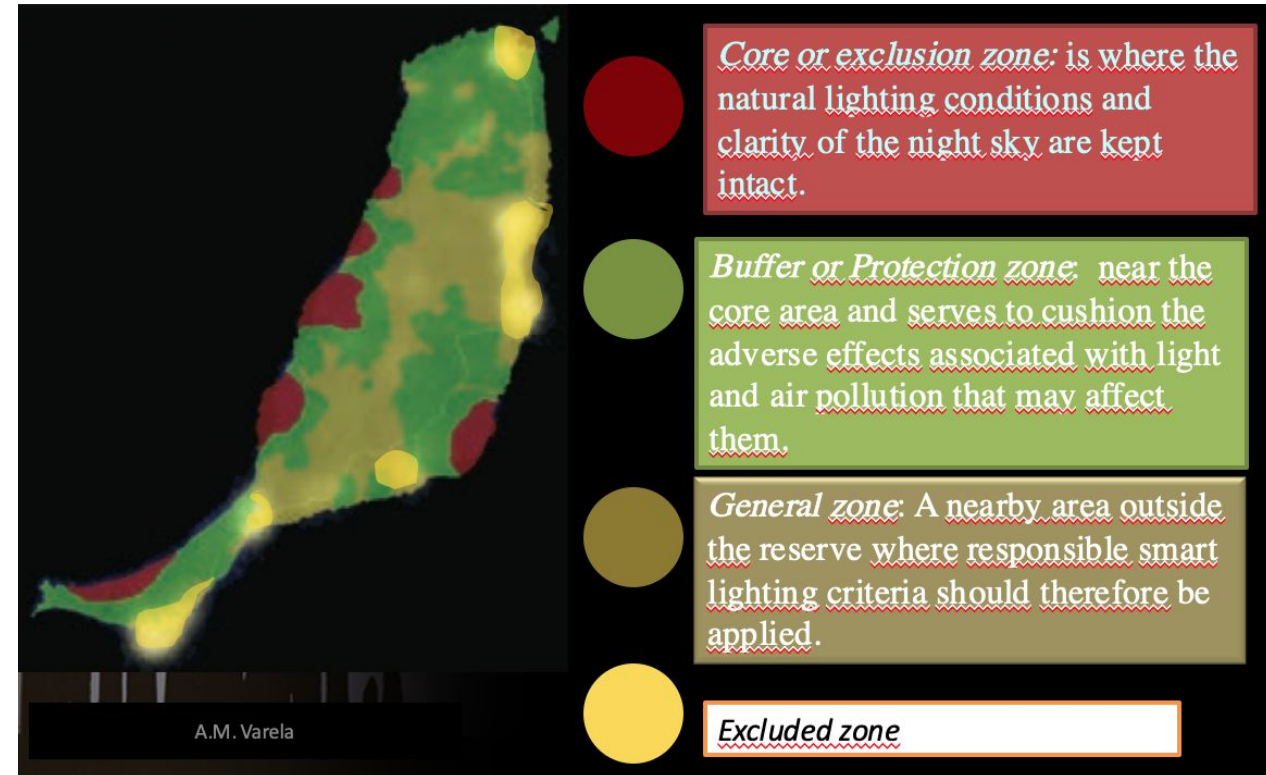 Core or exclusion zone: is where the
natural lighting conditions and
clarity of the night sky are kept
intact.
Buffer or Protection zone: near the
core area and serves to cushion the
adverse effects associated with light
and air pollution that may affect
them.
General zone: A nearby area outside
the reserve where responsible smart
lighting criteria should therefore be
applied.
Excluded zone
A.M. Varela